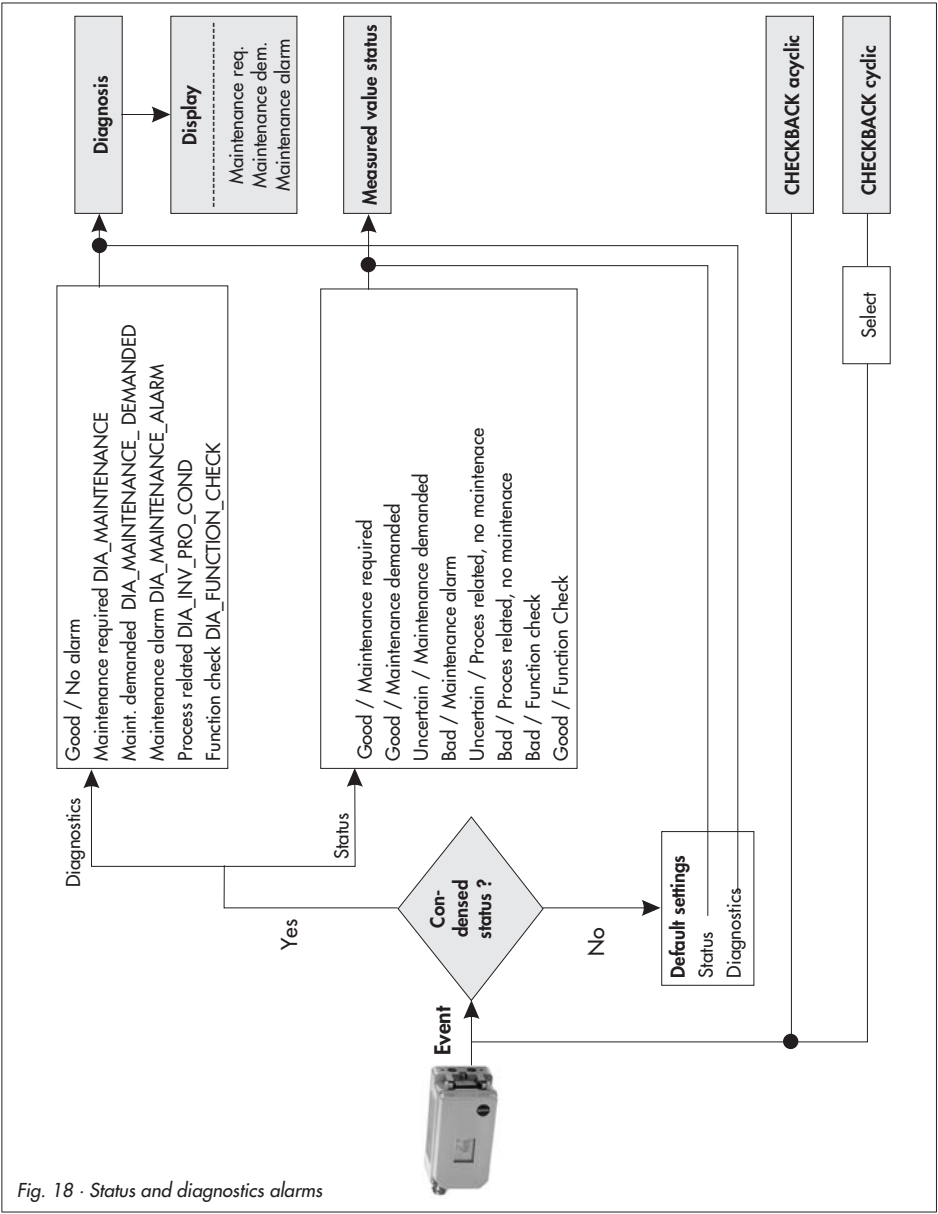 Event
Con-
densed
status ?
Yes
No
Diagnostics
Good / No alarm
Maintenance required DIA_MAINTENANCE
Maint. demanded DIA_MAINTENANCE_ DEMANDED
Maintenance alarm DIA_MAINTENANCE_ALARM
Process related DIA_INV_PRO_COND
Function check DIA_FUNCTION_CHECK
Diagnosis
Display
Maintenance req.
Maintenance dem.
Maintenance alarm
Status
Good / Maintenance required
Good / Maintenance demanded
Uncertain / Maintenance demanded
Bad / Maintenance alarm
Uncertain / Proces related, no maintenace
Bad / Proces related, no maintenace
Bad / Function check
Good / Function Check
Measured value status
Default settings
Status
Diagnostics
CHECKBACK acyclic
Select
CHECKBACK cyclic
Fig. 18 · Status and diagnostics alarms